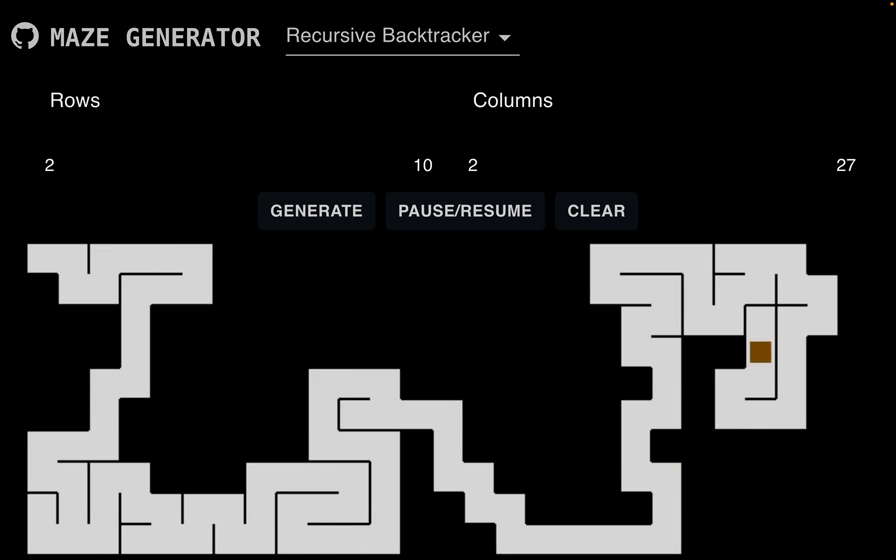 MAZE GENERATOR Recursive Backtracker
Rows Columns
2 10 2 27
GENERATE PAUSE/RESUME CLEAR